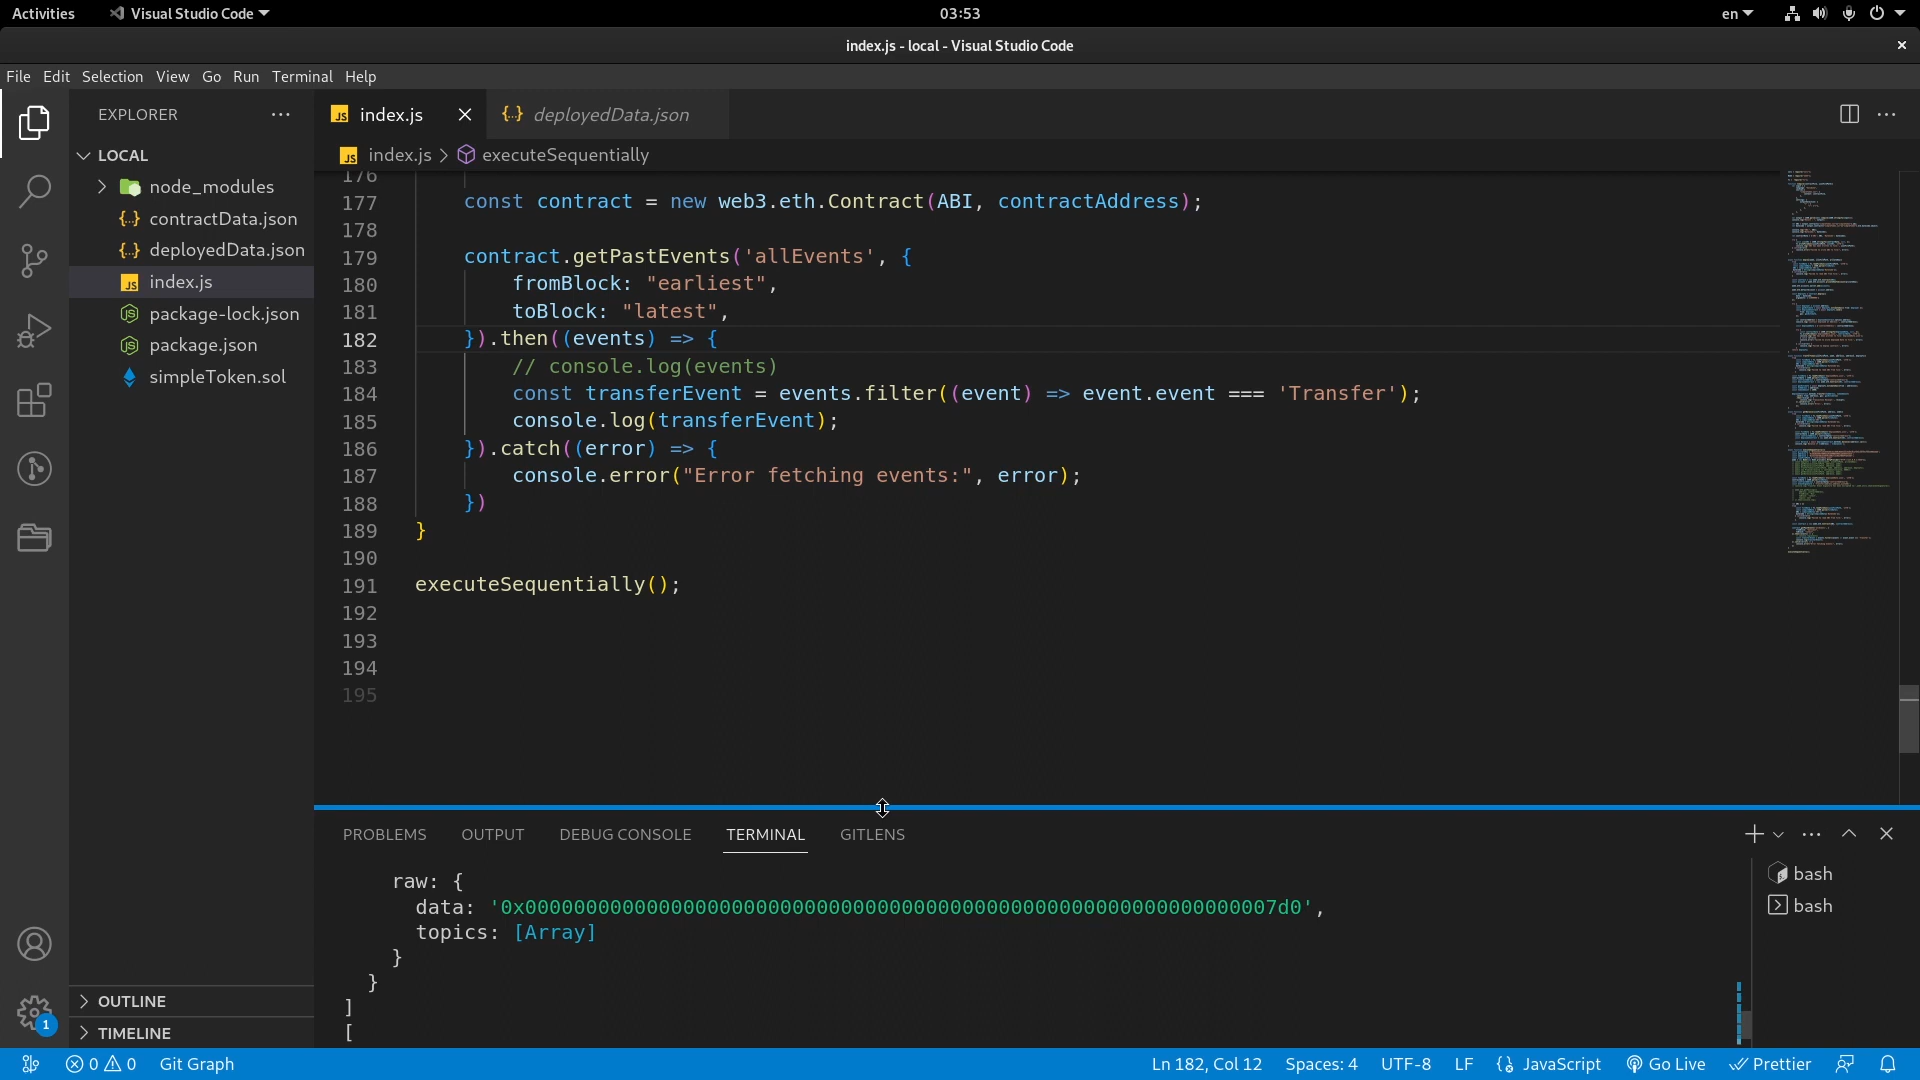 Activities
Visual Studio Code
03:53
en
index.js - local - Visual Studio Code
File Edit Selection View Go Run Terminal Help
EXPLORER
LOCAL
node_modules
contractData.json
deployedData.json
index.js
package-lock.json
package.json
simpleToken.sol
OUTLINE
TIMELINE
index.js
deployedData.json
index.js > executeSequentially
176
177 const contract = new web3.eth.Contract(ABI, contractAddress);
178
179 contract.getPastEvents('allEvents', {
180 fromBlock: "earliest",
181 toBlock: "latest",
182 }).then((events) => {
183 // console.log(events)
184 const transferEvent = events.filter((event) => event.event === 'Transfer');
185 console.log(transferEvent);
186 }).catch((error) => {
187 console.error("Error fetching events:", error);
188 })
189 }
190
191 executeSequentially();
192
193
194
195
PROBLEMS OUTPUT DEBUG CONSOLE TERMINAL GITLENS
raw: {
data: '0x00000000000000000000000000000000000000000000000000000000000007d0',
topics: [Array]
}
}
]
[
bash
bash
1
0 0 Git Graph
Ln 182, Col 12 Spaces: 4 UTF-8 LF JavaScript Go Live Prettier